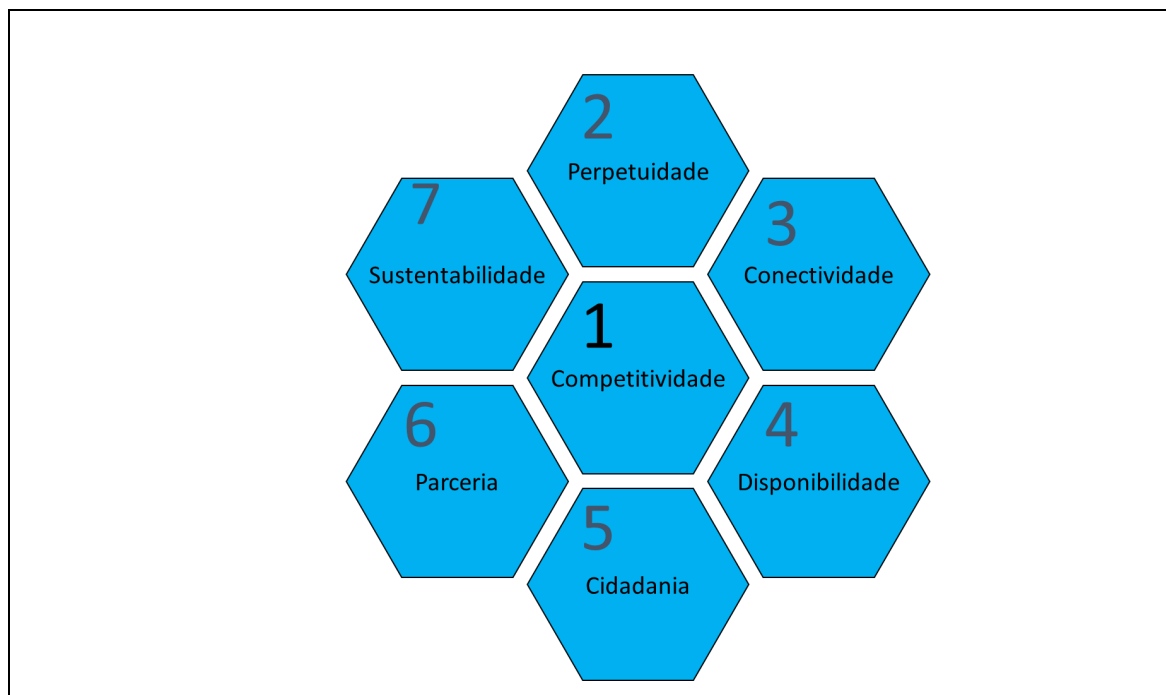 2
Perpetuidade
7
Sustentabilidade
3
Conectividade
1
Competitividade
6
Parceria
4
Disponibilidade
5
Cidadania